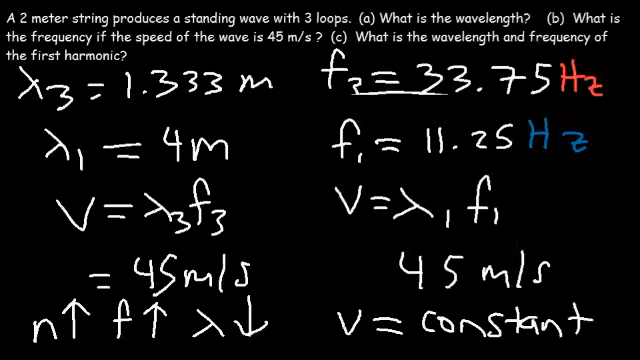 A 2 meter string produces a standing wave with 3 loops. (a) What is the wavelength? (b) What is
the frequency if the speed of the wave is 45 m/s ? (c) What is the wavelength and frequency of
the first harmonic?
λ₃ = 1.333 m f₃ = 33.75 Hz
λ₁ = 4m f₁ = 11.25 Hz
V = λ₃f₃ V = λ₁ f₁
= 45 m/s 45 m/s
n↑ f↑ λ↓ V = constant